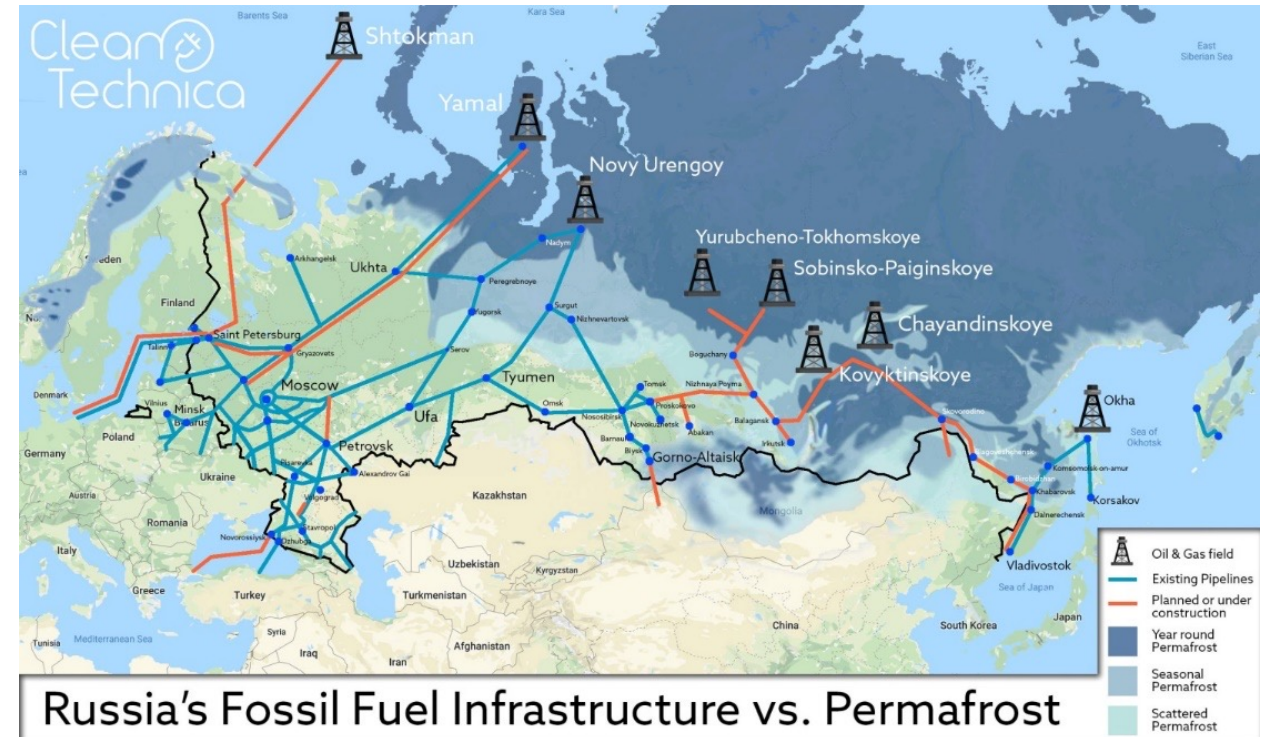 Clean
Technica
Barents Sea
Kara Sea
East
Siberian Sea
Shtokman
Yamal
Novy Urengoy
Yurubcheno-Tokhomskoye
Sobinsko-Paiginskoye
Chayandinskoye
Kovyktinskoye
Okha
Arkhangelsk
Ukhta
Nadym
Peregrebnoye
Surgut
Nizhnevartovsk
Finland
Saint Petersburg
Gryazovets
Serov
Boguchany
Moscow
Tyumen
Tomsk
Nizhnaya Poyma
Denmark
Vilnius
Minsk
Ufa
Omsk
Proskokovo
Novokuznetsk
Abakan
Balagansk
Irkutsk
Skovorodino
Sea of
Okhotsk
Poland
Petrovsk
Barnaul
Biysk
Gorno-Altaisk
Birobidzhan
Komsomolsk-on-amur
Khabarovsk
Korsakov
Germany
Ukraine
Alexandrov Gai
Volgograd
Dalnerechensk
Austria
Kazakhstan
Mongolia
Romania
Novorossiysk
Dzhubga
Vladivostok
Italy
Uzbekistan
Kyrgyzstan
Sea of Japan
Greece
Turkey
Turkmenistan
South Korea
Japan
China
Tunisia
Mediterranean Sea
Syria
Iraq
Iran
Afghanistan
Oil & Gas field
Existing Pipelines
Planned or under
construction
Year round
Permafrost
Seasonal
Permafrost
Scattered
Permafrost
Russia's Fossil Fuel Infrastructure vs. Permafrost